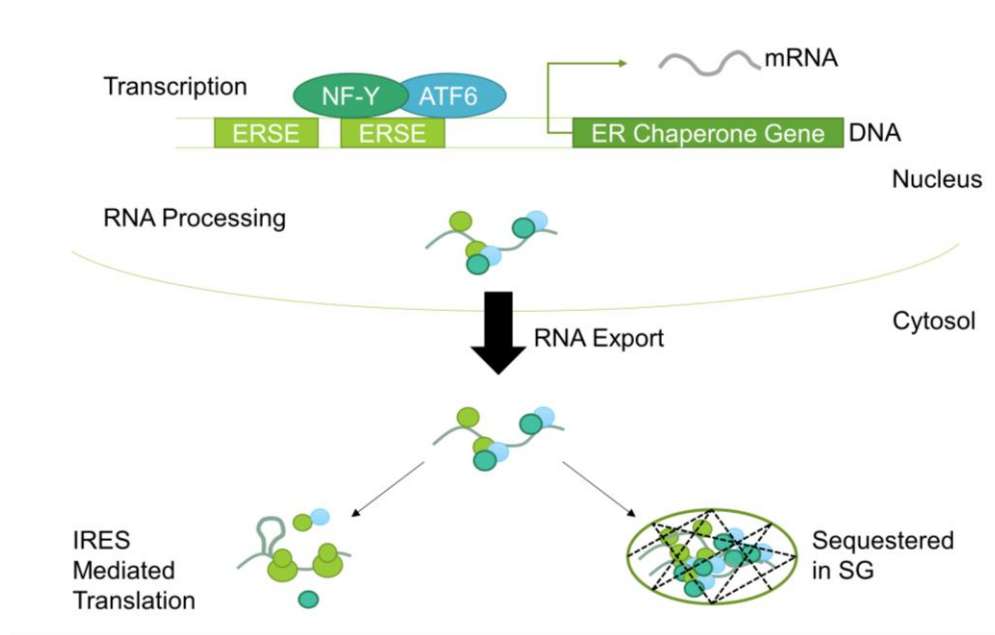 mRNA
Transcription
NF-Y ATF6
ERSE ERSE ER Chaperone Gene DNA
Nucleus
RNA Processing
Cytosol
RNA Export
IRES
Mediated
Translation
Sequestered
in SG